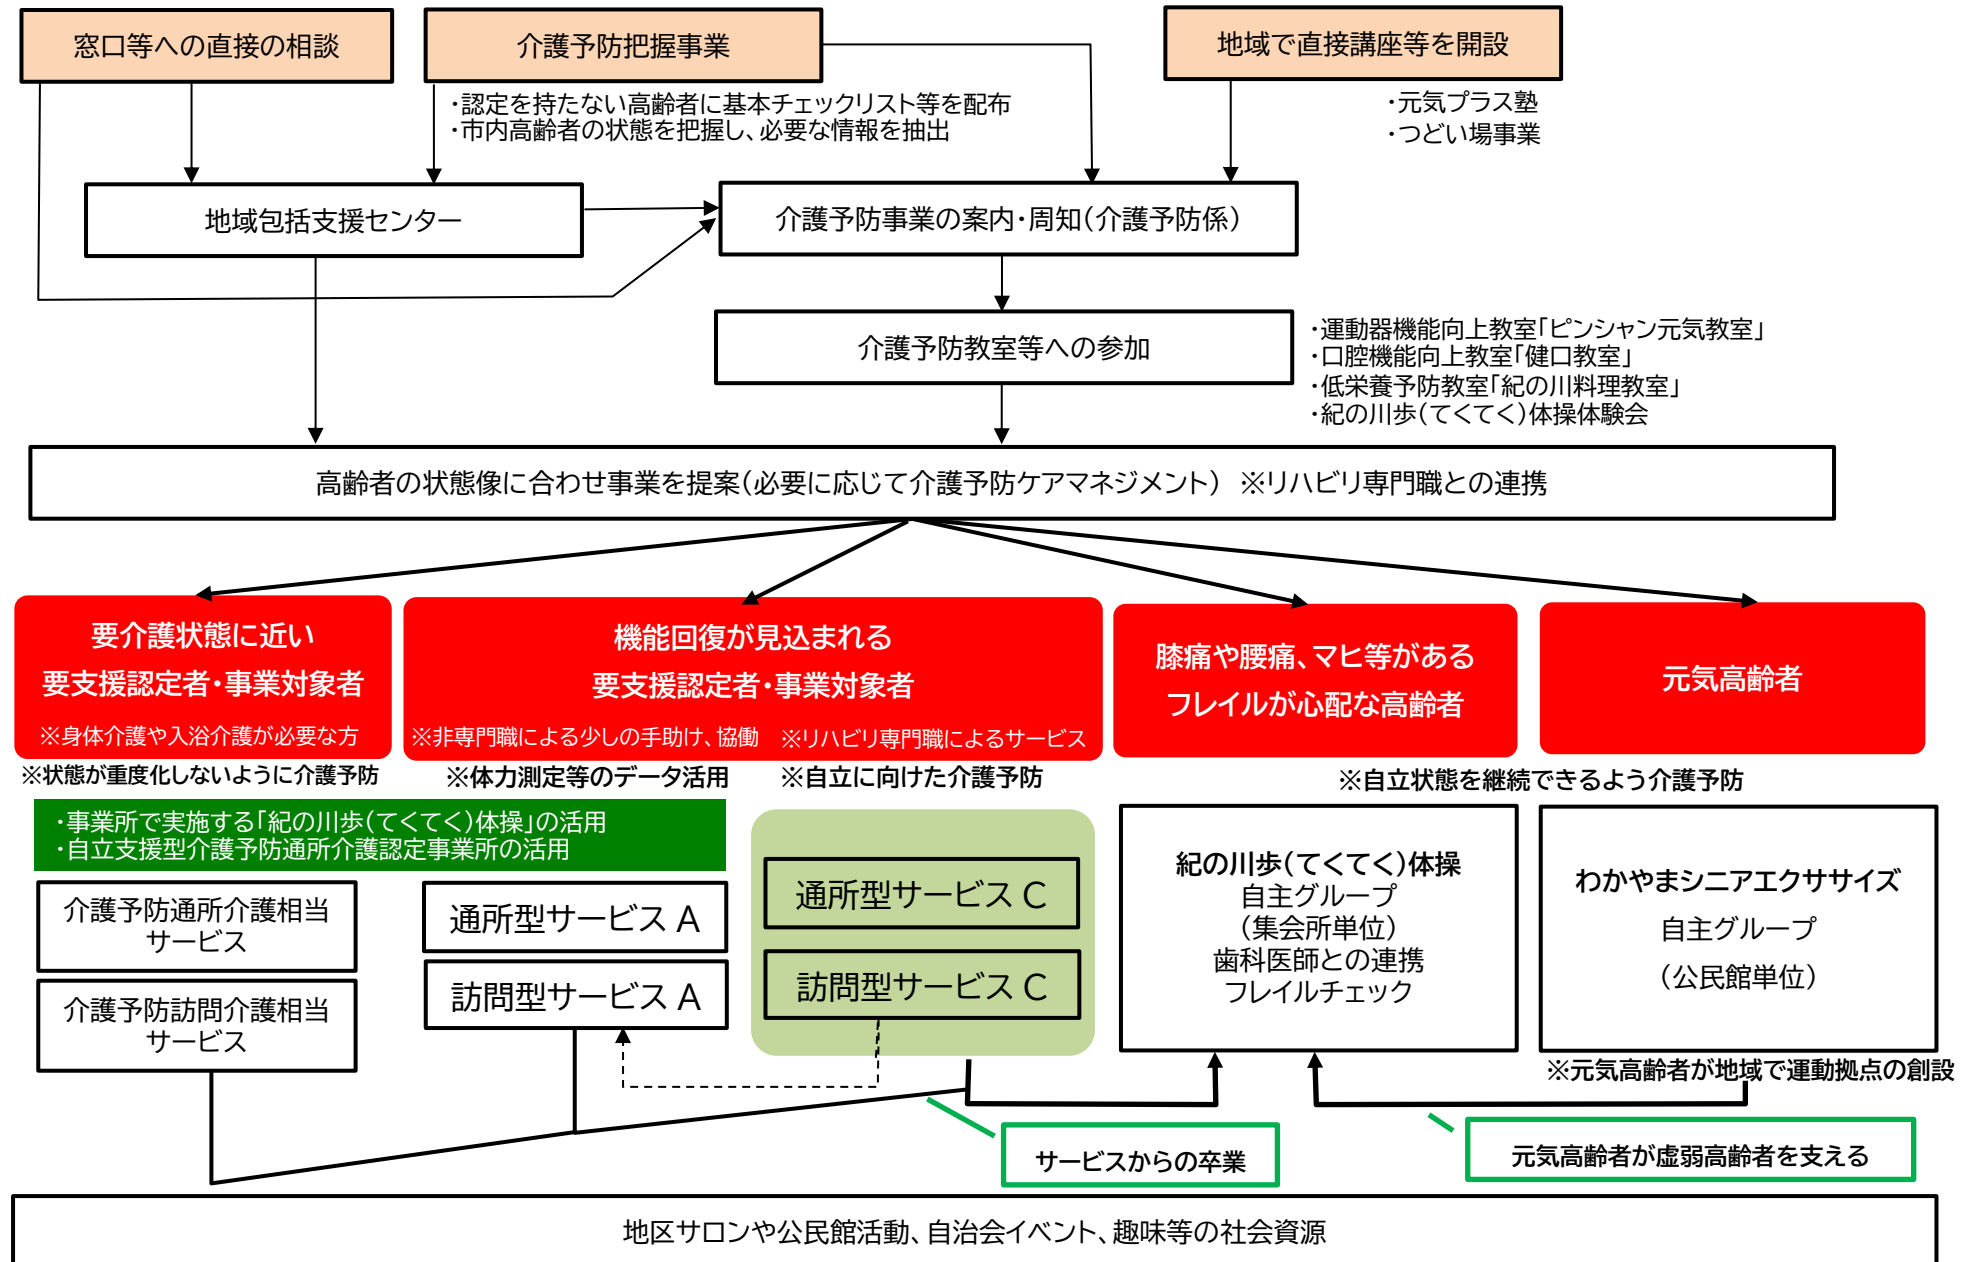 窓口等への直接の相談
介護予防把握事業
地域で直接講座等を開設
・認定を持たない高齢者に基本チェックリスト等を配布
・市内高齢者の状態を把握し、必要な情報を抽出
・元気プラス塾
・つどい場事業
地域包括支援センター
介護予防事業の案内・周知（介護予防係）
介護予防教室等への参加
・運動器機能向上教室「ピンシャン元気教室」
・口腔機能向上教室「健口教室」
・低栄養予防教室「紀の川料理教室」
・紀の川歩（てくてく）体操体験会
高齢者の状態像に合わせ事業を提案（必要に応じて介護予防ケアマネジメント）　※リハビリ専門職との連携
要介護状態に近い
要支援認定者・事業対象者
※身体介護や入浴介護が必要な方
機能回復が見込まれる
要支援認定者・事業対象者
※非専門職による少しの手助け、協働　※リハビリ専門職によるサービス
膝痛や腰痛、マヒ等がある
フレイルが心配な高齢者
元気高齢者
※状態が重度化しないように介護予防
※体力測定等のデータ活用
※自立に向けた介護予防
※自立状態を継続できるよう介護予防
・事業所で実施する「紀の川歩（てくてく）体操」の活用
・自立支援型介護予防通所介護認定事業所の活用
介護予防通所介護相当
サービス
介護予防訪問介護相当
サービス
通所型サービス A
訪問型サービス A
通所型サービス C
訪問型サービス C
紀の川歩（てくてく）体操
自主グループ
（集会所単位）
歯科医師との連携
フレイルチェック
わかやまシニアエクササイズ
自主グループ
（公民館単位）
※元気高齢者が地域で運動拠点の創設
サービスからの卒業
元気高齢者が虚弱高齢者を支える
地区サロンや公民館活動、自治会イベント、趣味等の社会資源